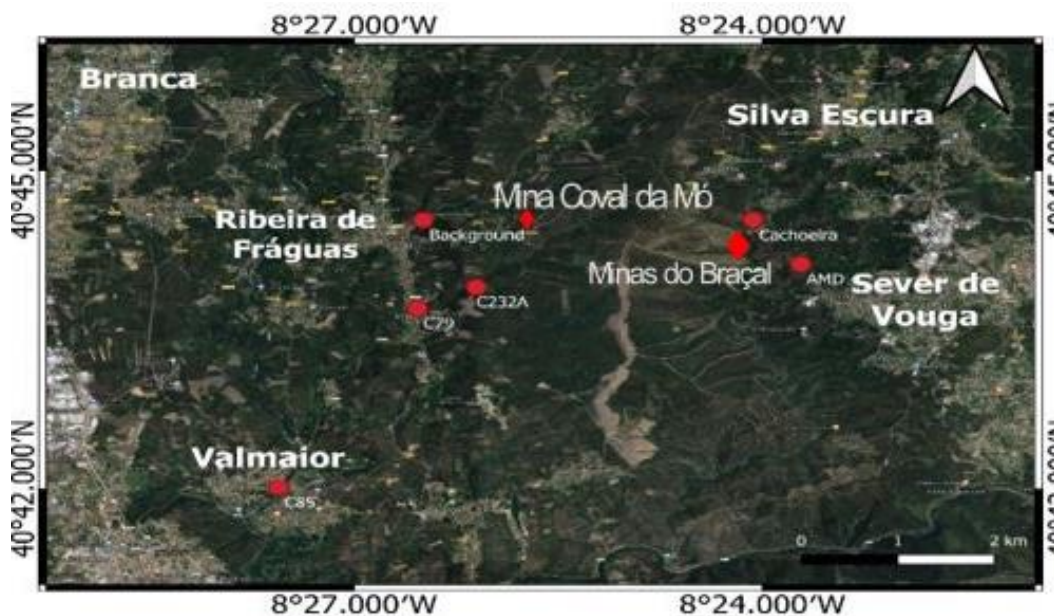 8°27.000'W
8°24.000'W
Branca
Silva Escura
40°45.000'N
Mina Coval da Mó
Ribeira de
Fráguas
Background
Cachoeira
Minas do Braçal
AMD
C232A
Sever de
Vouga
C79
Valmaior
C85
40°42.000'N
0
1
2 km
8°27.000'W
8°24.000'W